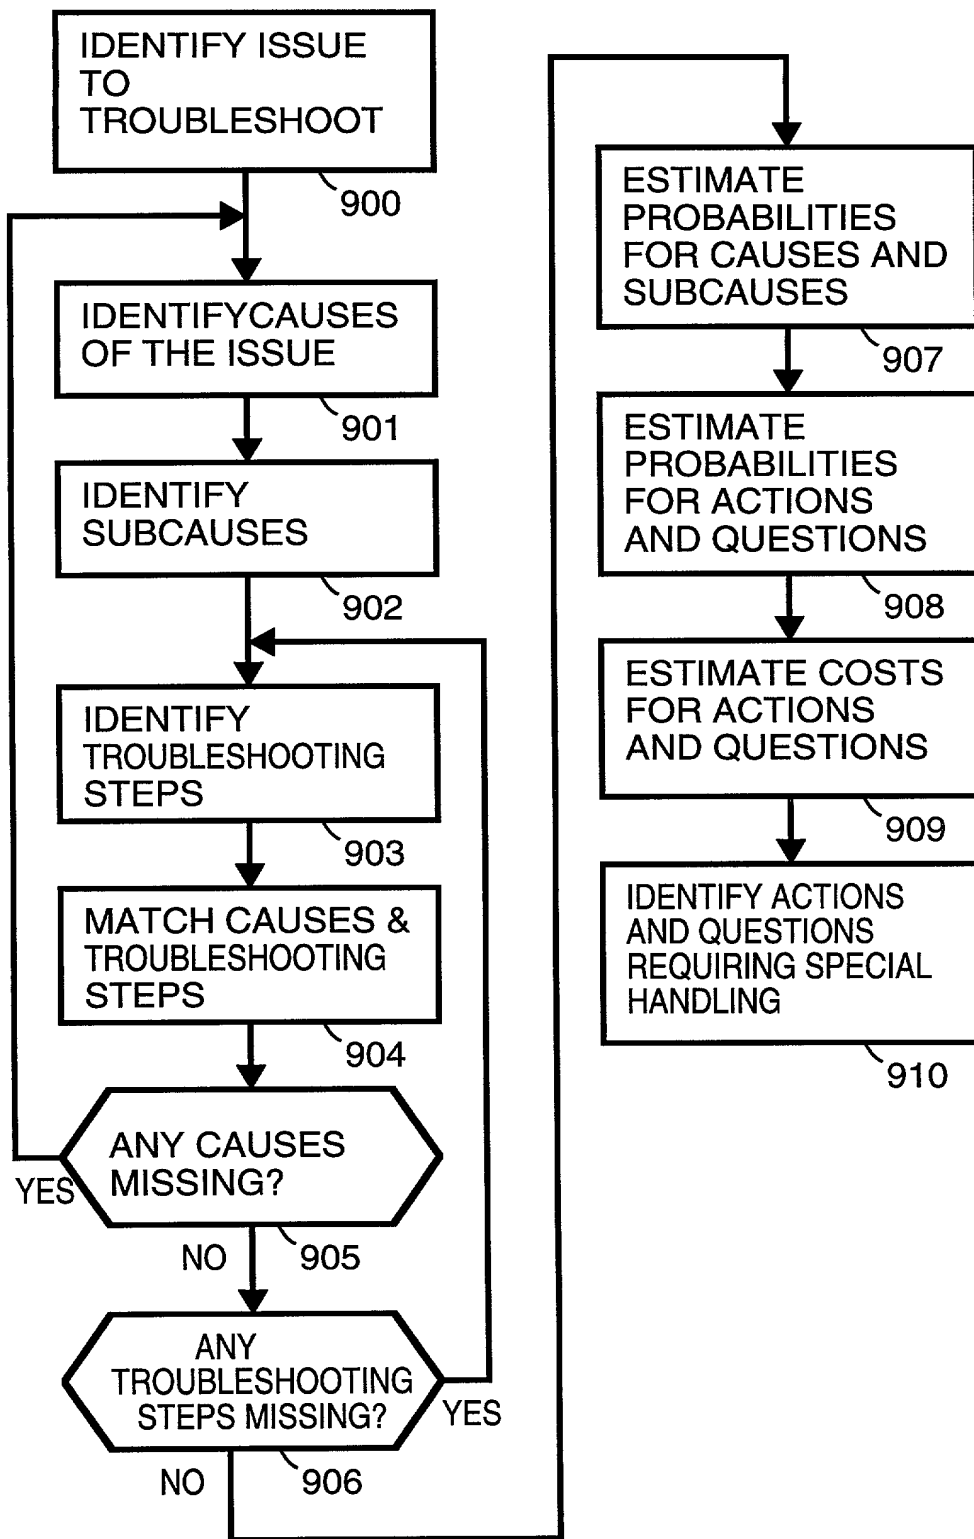 IDENTIFY ISSUE
TO
TROUBLESHOOT
900
IDENTIFYCAUSES
OF THE ISSUE
901
IDENTIFY
SUBCAUSES
902
IDENTIFY
TROUBLESHOOTING
STEPS
903
MATCH CAUSES &
TROUBLESHOOTING
STEPS
904
ANY CAUSES
MISSING?
YES
NO
905
ANY
TROUBLESHOOTING
STEPS MISSING?
YES
NO
906
ESTIMATE
PROBABILITIES
FOR CAUSES AND
SUBCAUSES
907
ESTIMATE
PROBABILITIES
FOR ACTIONS
AND QUESTIONS
908
ESTIMATE COSTS
FOR ACTIONS
AND QUESTIONS
909
IDENTIFY ACTIONS
AND QUESTIONS
REQUIRING SPECIAL
HANDLING
910